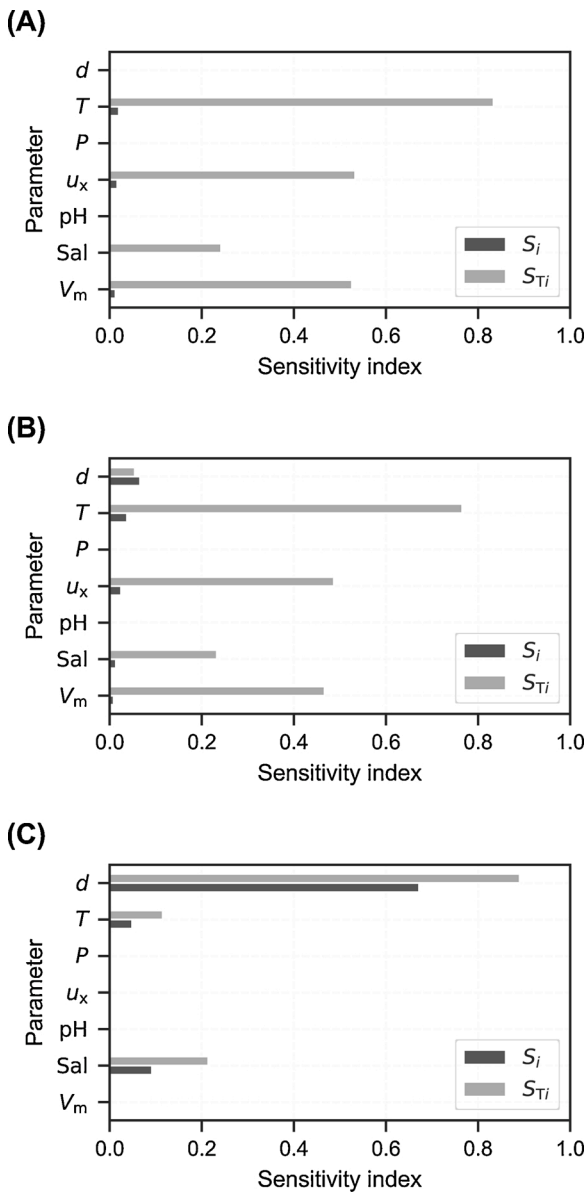 (A)
Parameter
d
T
P
ux
pH
Sal
Vm
Si
STi
0.0 0.2 0.4 0.6 0.8 1.0
Sensitivity index
(B)
Parameter
d
T
P
ux
pH
Sal
Vm
Si
STi
0.0 0.2 0.4 0.6 0.8 1.0
Sensitivity index
(C)
Parameter
d
T
P
ux
pH
Sal
Vm
Si
STi
0.0 0.2 0.4 0.6 0.8 1.0
Sensitivity index